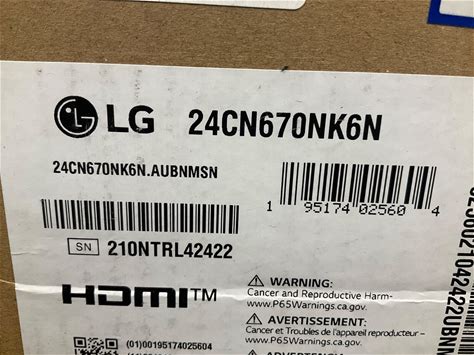 LG 24CN670NK6N
24CN670NK6N.AUBNMSN
1 95174 02560 4
SN 210NTRL42422
HDMI™
WARNING:
Cancer and Reproductive Harm-
www.P65Warnings.ca.gov.
AVERTISSEMENT:
Cancer et Troubles de l'appareil reproducteur –
www.P65Warnings.ca.gov.
(01)00195174025604